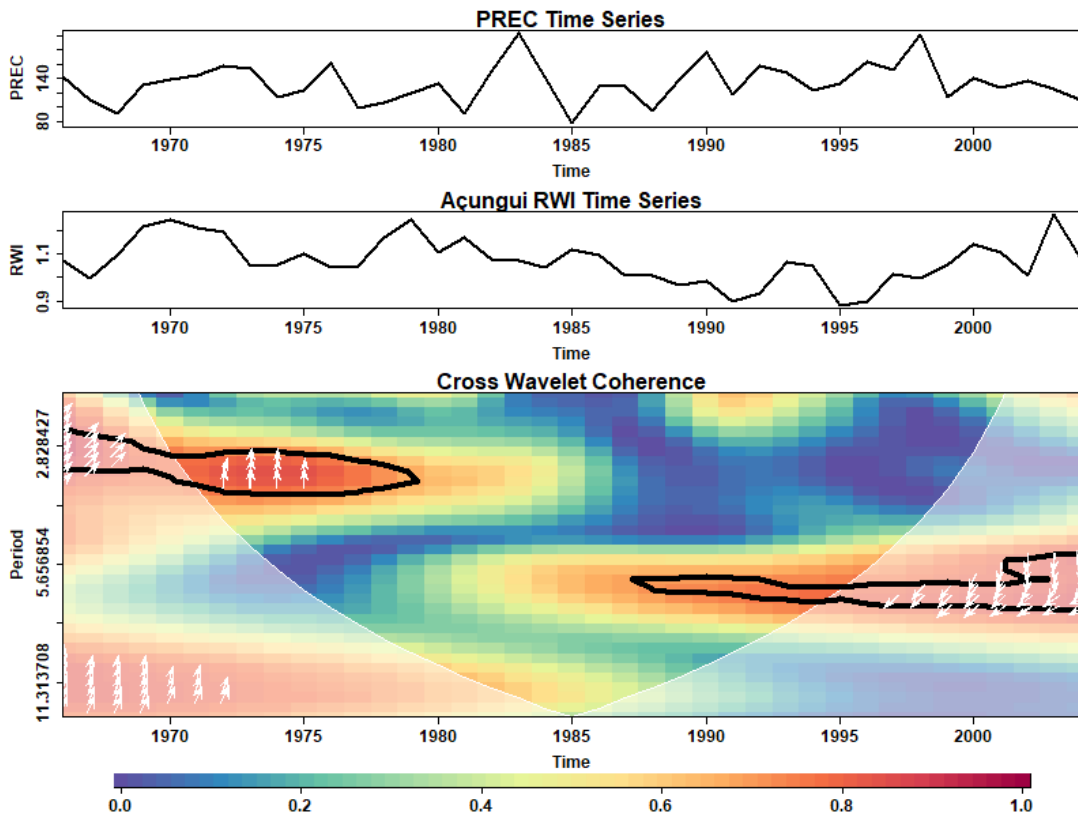 PREC Time Series
PREC
140
80
1970 1975 1980 1985 1990 1995 2000
Time
Açungui RWI Time Series
RWI
1.1
0.9
1970 1975 1980 1985 1990 1995 2000
Time
Cross Wavelet Coherence
Period
2.828427
5.656854
11.313708
1970 1975 1980 1985 1990 1995 2000
Time
0.0 0.2 0.4 0.6 0.8 1.0